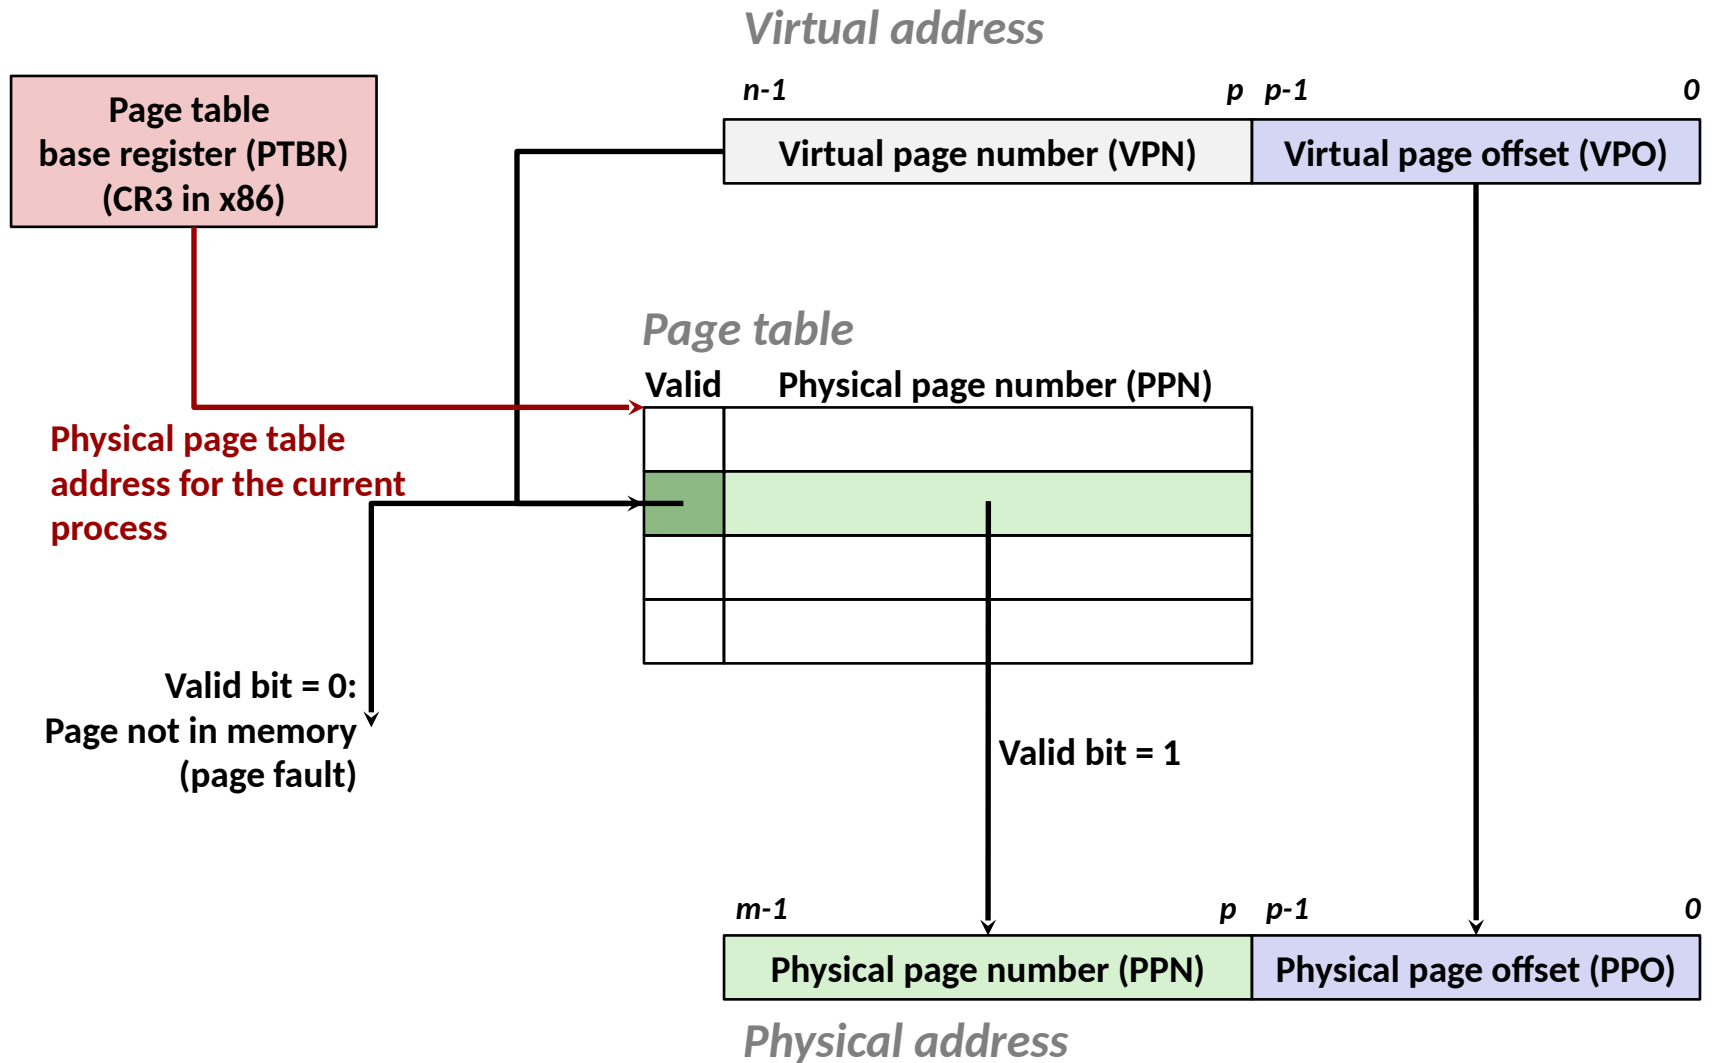 Virtual address
n-1 p p-1 0
Page table
base register (PTBR)
(CR3 in x86)
Virtual page number (VPN) Virtual page offset (VPO)
Page table
Valid Physical page number (PPN)
Physical page table
address for the current
process
Valid bit = 0:
Page not in memory
(page fault)
Valid bit = 1
m-1 p p-1 0
Physical page number (PPN) Physical page offset (PPO)
Physical address